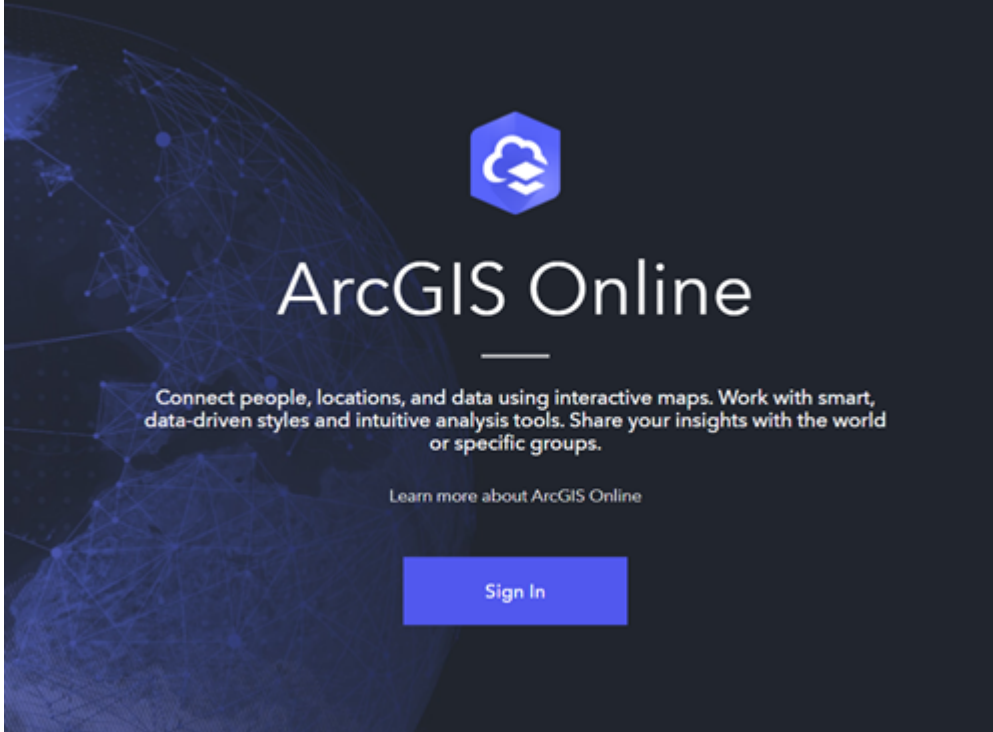 ArcGIS Online
Connect people, locations, and data using interactive maps. Work with smart,
data-driven styles and intuitive analysis tools. Share your insights with the world
or specific groups.
Learn more about ArcGIS Online
Sign In